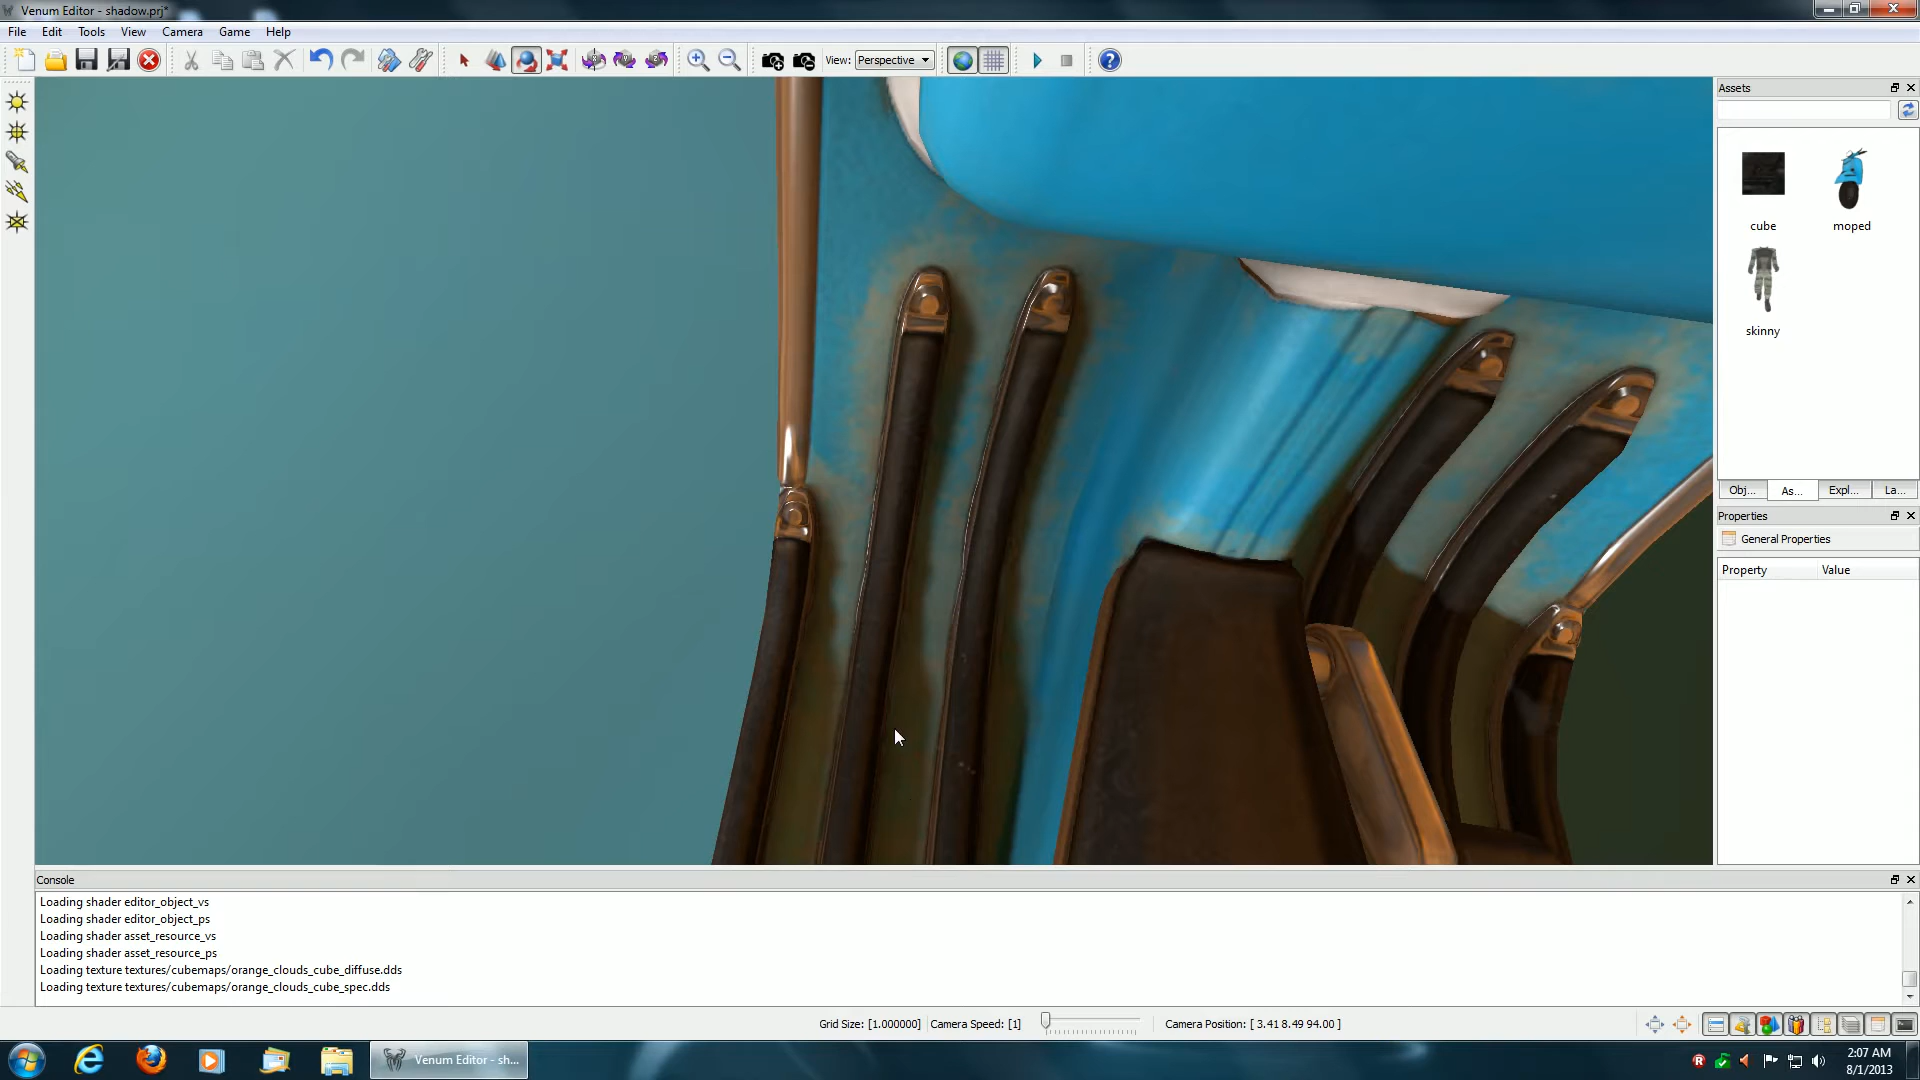 Venum Editor - shadow.prj*
File Edit Tools View Camera Game Help
View: Perspective
Assets
cube moped
skinny
Obj... As... Expl... La...
Properties
General Properties
Property Value
Console
Loading shader editor_object_vs
Loading shader editor_object_ps
Loading shader asset_resource_vs
Loading shader asset_resource_ps
Loading texture textures/cubemaps/orange_clouds_cube_diffuse.dds
Loading texture textures/cubemaps/orange_clouds_cube_spec.dds
Grid Size: [1.000000] Camera Speed: [1] Camera Position: [ 3.41 8.49 94.00 ]
Venum Editor - sh...
2:07 AM
8/1/2013